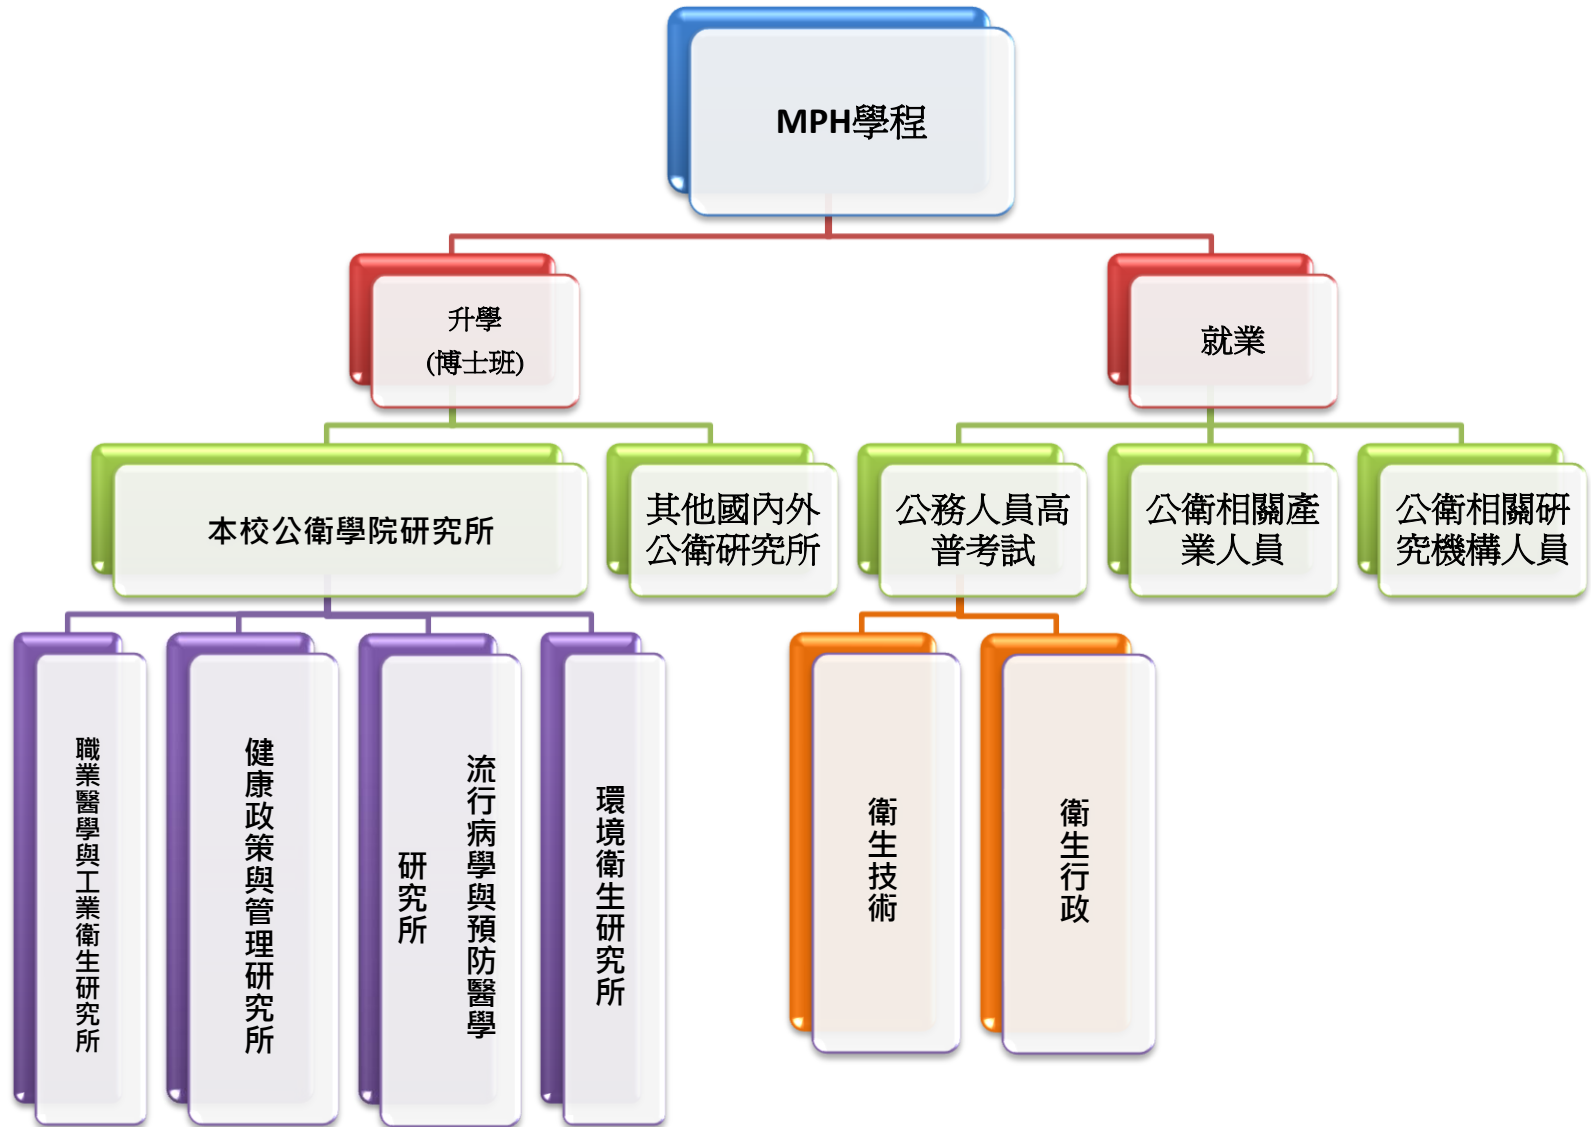 MPH學程
升學
(博士班)
就業
本校公衛學院研究所
其他國內外
公衛研究所
公務人員高
普考試
公衛相關產
業人員
公衛相關研
究機構人員
職業醫學與工業衛生研究所
健康政策與管理研究所
流行病學與預防醫學
研究所
環境衛生研究所
衛生技術
衛生行政